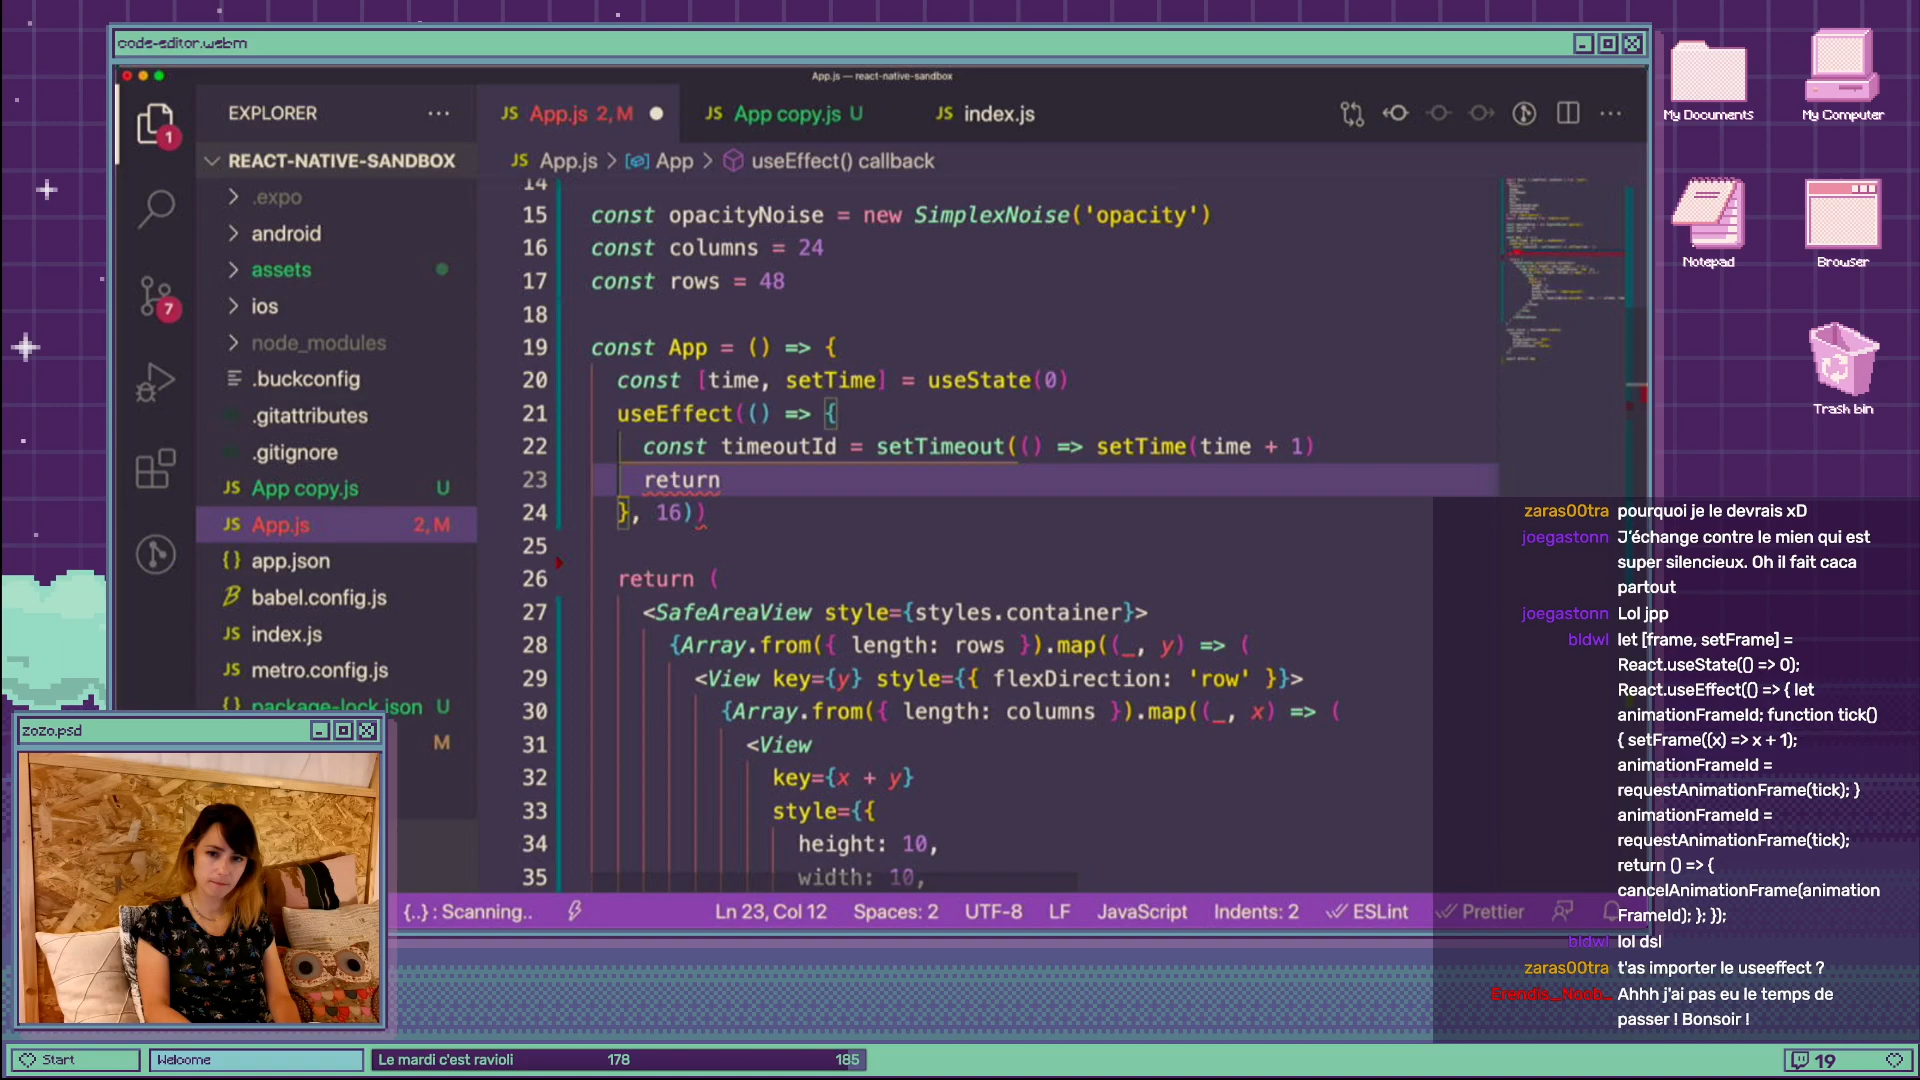 code-editor.webm
App.js — react-native-sandbox
EXPLORER
REACT-NATIVE-SANDBOX
.expo
android
assets
ios
node_modules
.buckconfig
.gitattributes
.gitignore
JS App copy.js U
JS App.js 2, M
{} app.json
babel.config.js
JS index.js
JS metro.config.js
package-lock.json U
M
1
7
JS App.js 2, M
JS App copy.js U
JS index.js
JS App.js > App > useEffect() callback
14
15 const opacityNoise = new SimplexNoise('opacity')
16 const columns = 24
17 const rows = 48
18
19 const App = () => {
20 const [time, setTime] = useState(0)
21 useEffect(() => {
22 const timeoutId = setTimeout(() => setTime(time + 1)
23 return
24 }, 16))
25
26 return (
27 <SafeAreaView style={styles.container}>
28 {Array.from({ length: rows }).map((_, y) => (
29 <View key={y} style={{ flexDirection: 'row' }}>
30 {Array.from({ length: columns }).map((_, x) => (
31 <View
32 key={x + y}
33 style={{
34 height: 10,
35 width: 10,
{..} : Scanning..
Ln 23, Col 12
Spaces: 2
UTF-8
LF
JavaScript
Indents: 2
ESLint
Prettier
My Documents
My Computer
Notepad
Browser
Trash bin
zaras00tra pourquoi je le devrais xD
joegastonn J'échange contre le mien qui est
super silencieux. Oh il fait caca
partout
joegastonn Lol jpp
bldwl let [frame, setFrame] =
React.useState(() => 0);
React.useEffect(() => { let
animationFrameId; function tick()
{ setFrame((x) => x + 1);
animationFrameId =
requestAnimationFrame(tick); }
animationFrameId =
requestAnimationFrame(tick);
return () => {
cancelAnimationFrame(animation
FrameId); }; });
bldwl lol dsl
zaras00tra t'as importer le useeffect ?
Erendis_Noob_ Ahhh j'ai pas eu le temps de
passer ! Bonsoir !
zozo.psd
Start
Welcome
Le mardi c'est ravioli 178 185
19